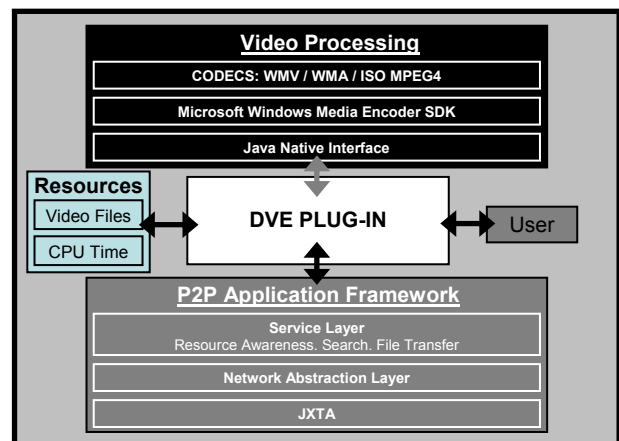 Video Processing
CODECS: WMV / WMA / ISO MPEG4
Microsoft Windows Media Encoder SDK
Java Native Interface
Resources
Video Files
CPU Time
DVE PLUG-IN
User
P2P Application Framework
Service Layer
Resource Awareness. Search. File Transfer
Network Abstraction Layer
JXTA